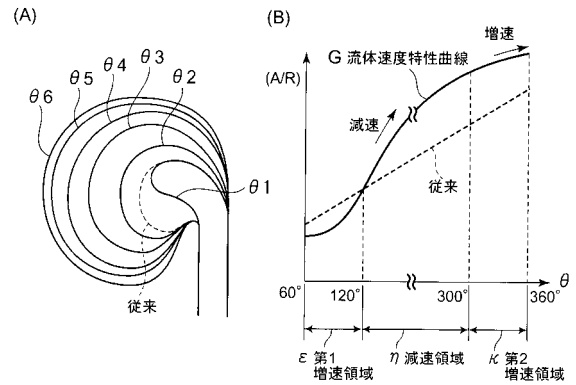 (A)
θ6
θ5
θ4
θ3
θ2
θ1
従来
(B)
(A/R)
G 流体速度特性曲線
増速
減速
従来
60°
120°
300°
360°
θ
ε 第1
増速領域
η 減速領域
κ 第2
増速領域